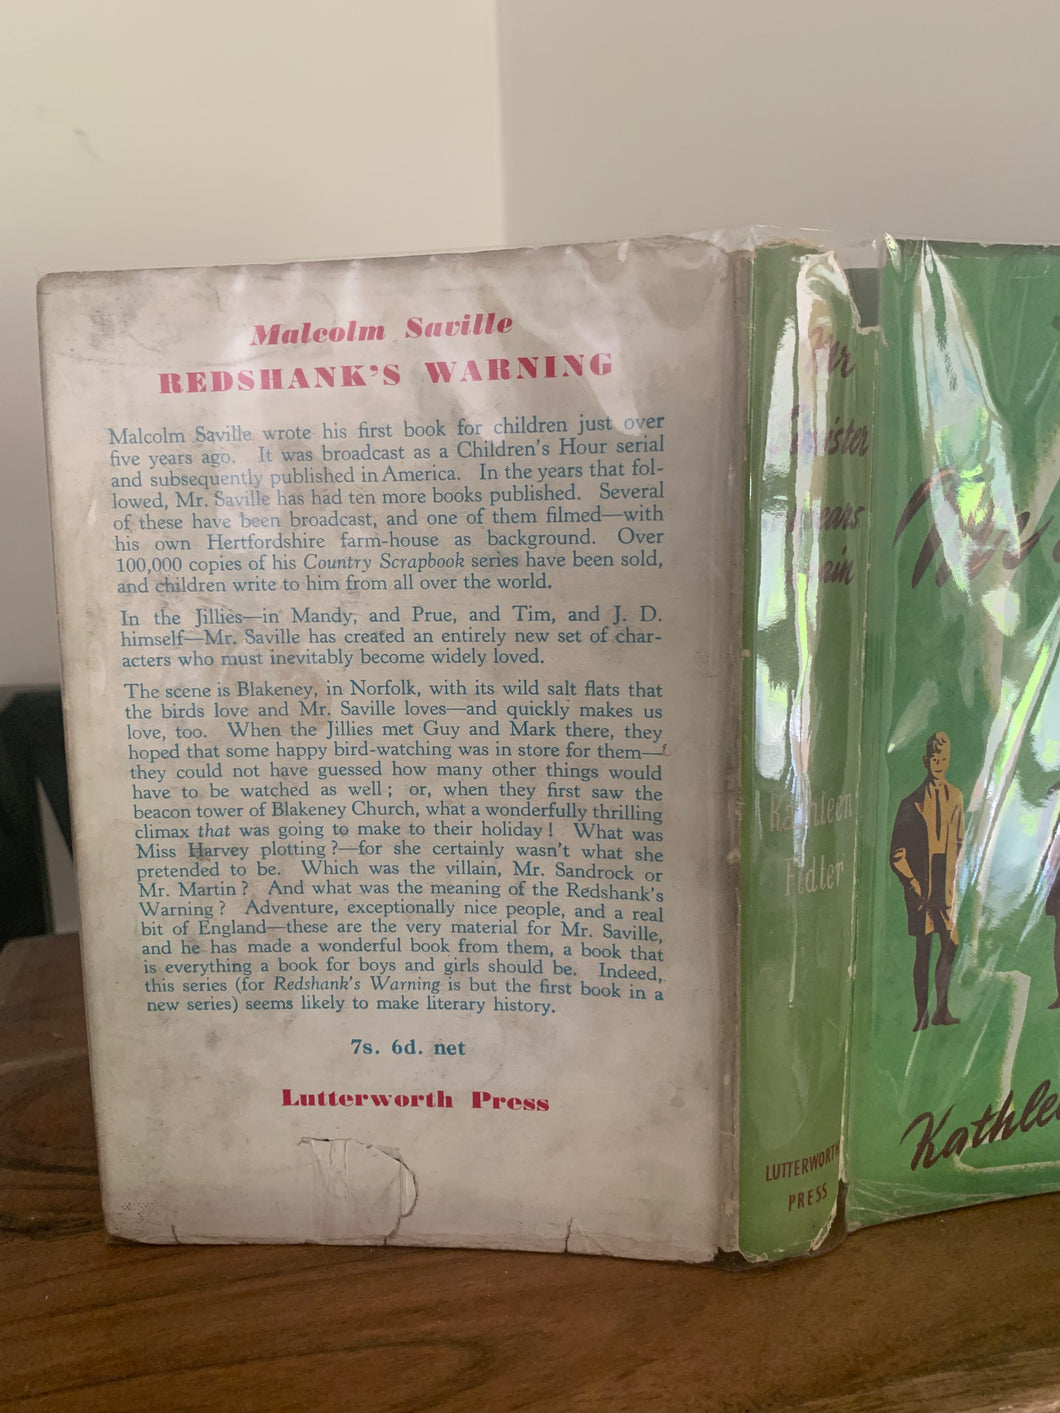 Malcolm Saville
REDSHANK'S WARNING
Malcolm Saville wrote his first book for children just over
five years ago. It was broadcast as a Children's Hour serial
and subsequently published in America. In the years that fol-
lowed, Mr. Saville has had ten more books published. Several
of these have been broadcast, and one of them filmed—with
his own Hertfordshire farm-house as background. Over
100,000 copies of his Country Scrapbook series have been sold,
and children write to him from all over the world.
In the Jillies—in Mandy, and Prue, and Tim, and J. D.
himself—Mr. Saville has created an entirely new set of char-
acters who must inevitably become widely loved.
The scene is Blakeney, in Norfolk, with its wild salt flats that
the birds love and Mr. Saville loves—and quickly makes us
love, too. When the Jillies met Guy and Mark there, they
hoped that some happy bird-watching was in store for them—
they could not have guessed how many other things would
have to be watched as well; or, when they first saw the
beacon tower of Blakeney Church, what a wonderfully thrilling
climax that was going to make to their holiday! What was
Miss Harvey plotting?—for she certainly wasn't what she
pretended to be. Which was the villain, Mr. Sandrock or
Mr. Martin? And what was the meaning of the Redshank's
Warning? Adventure, exceptionally nice people, and a real
bit of England—these are the very material for Mr. Saville,
and he has made a wonderful book from them, a book that
is everything a book for boys and girls should be. Indeed,
this series (for Redshank's Warning is but the first book in a
new series) seems likely to make literary history.
7s. 6d. net
Lutterworth Press
Mr
Kathleen
Fidler
LUTTERWORTH
PRESS
Kathle